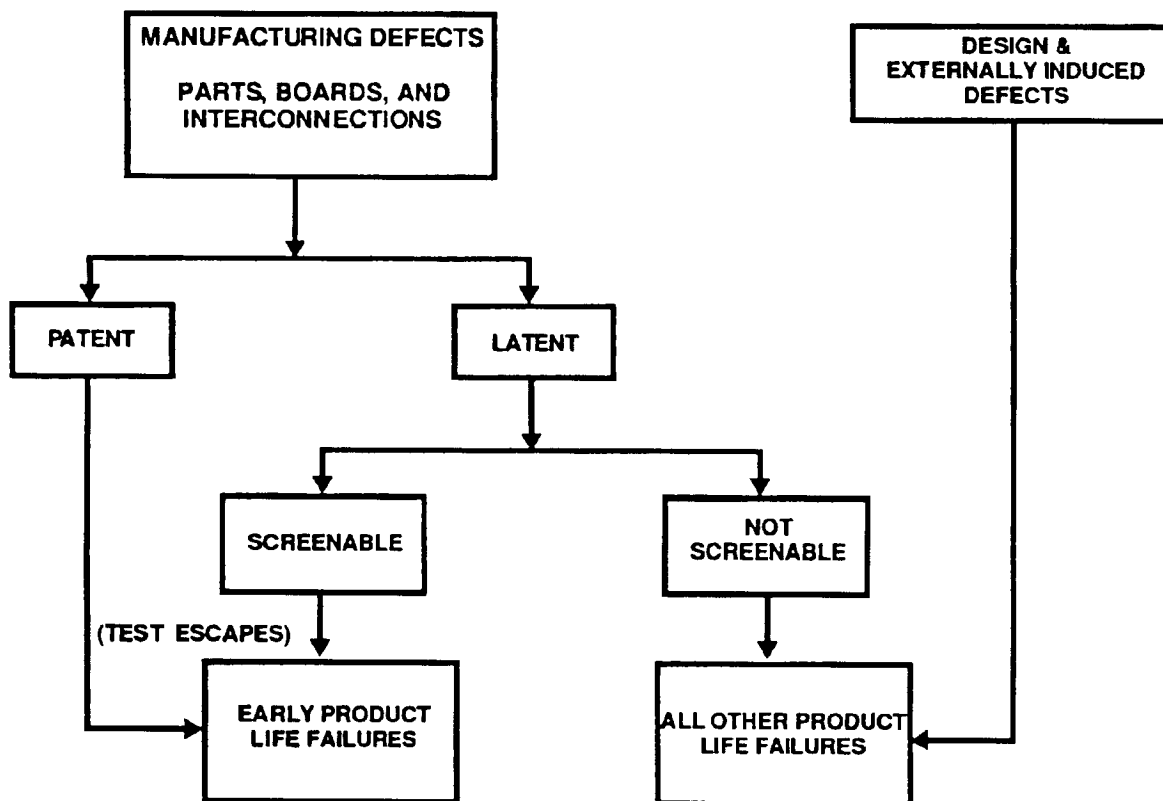 MANUFACTURING DEFECTS
PARTS, BOARDS, AND
INTERCONNECTIONS
DESIGN &
EXTERNALLY INDUCED
DEFECTS
PATENT
LATENT
SCREENABLE
NOT
SCREENABLE
(TEST ESCAPES)
EARLY PRODUCT
LIFE FAILURES
ALL OTHER PRODUCT
LIFE FAILURES